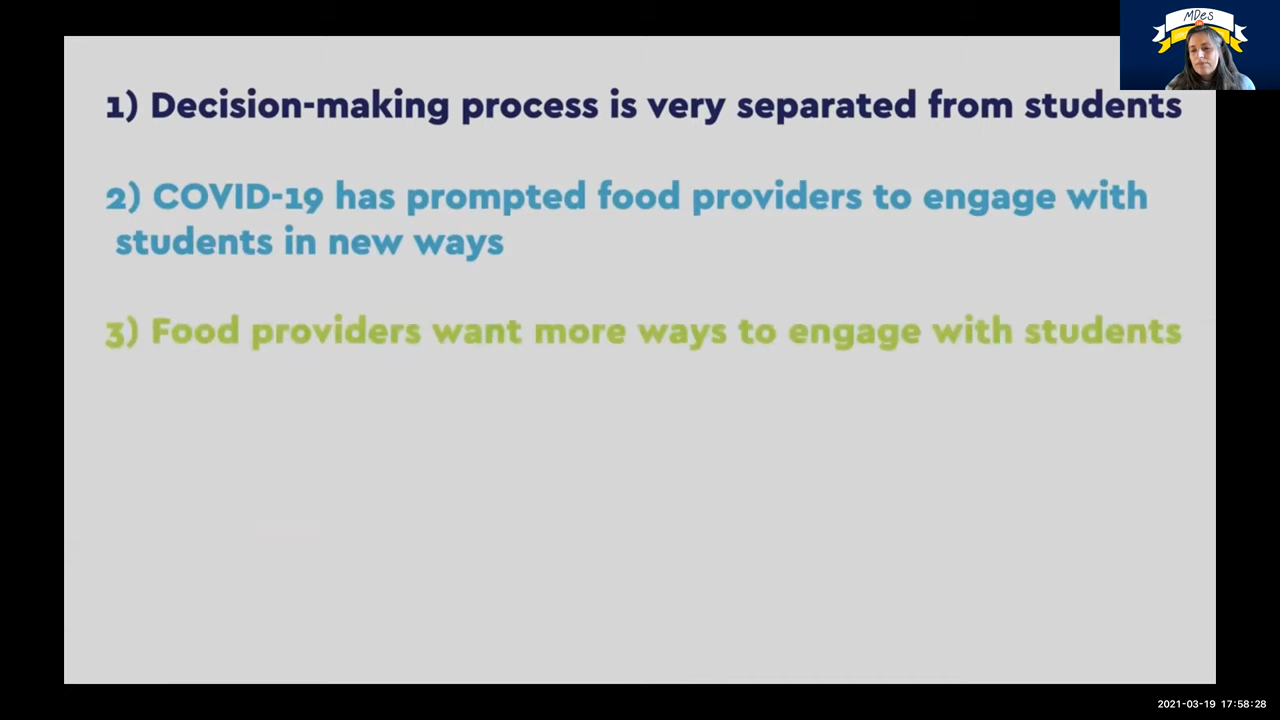 MDes
1) Decision-making process is very separated from students
2) COVID-19 has prompted food providers to engage with
students in new ways
3) Food providers want more ways to engage with students
2021-03-19 17:58:28